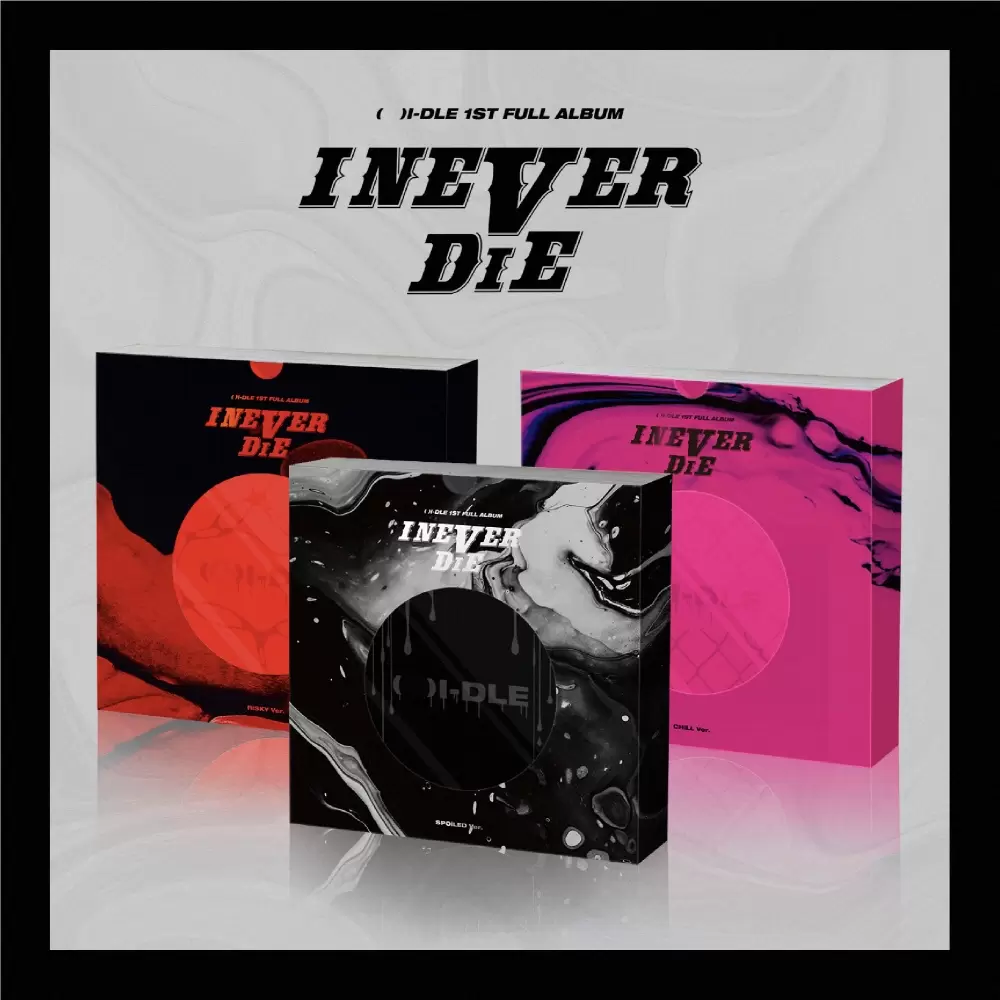 ( )I-DLE 1ST FULL ALBUM
I NEVER
DIE
( )I-DLE 1ST FULL ALBUM
I NEVER
DIE
RISKY Ver.
( )I-DLE 1ST FULL ALBUM
I NEVER
DIE
( )I-DLE
SPOILED Ver.
( )I-DLE 1ST FULL ALBUM
I NEVER
DIE
CHILL Ver.